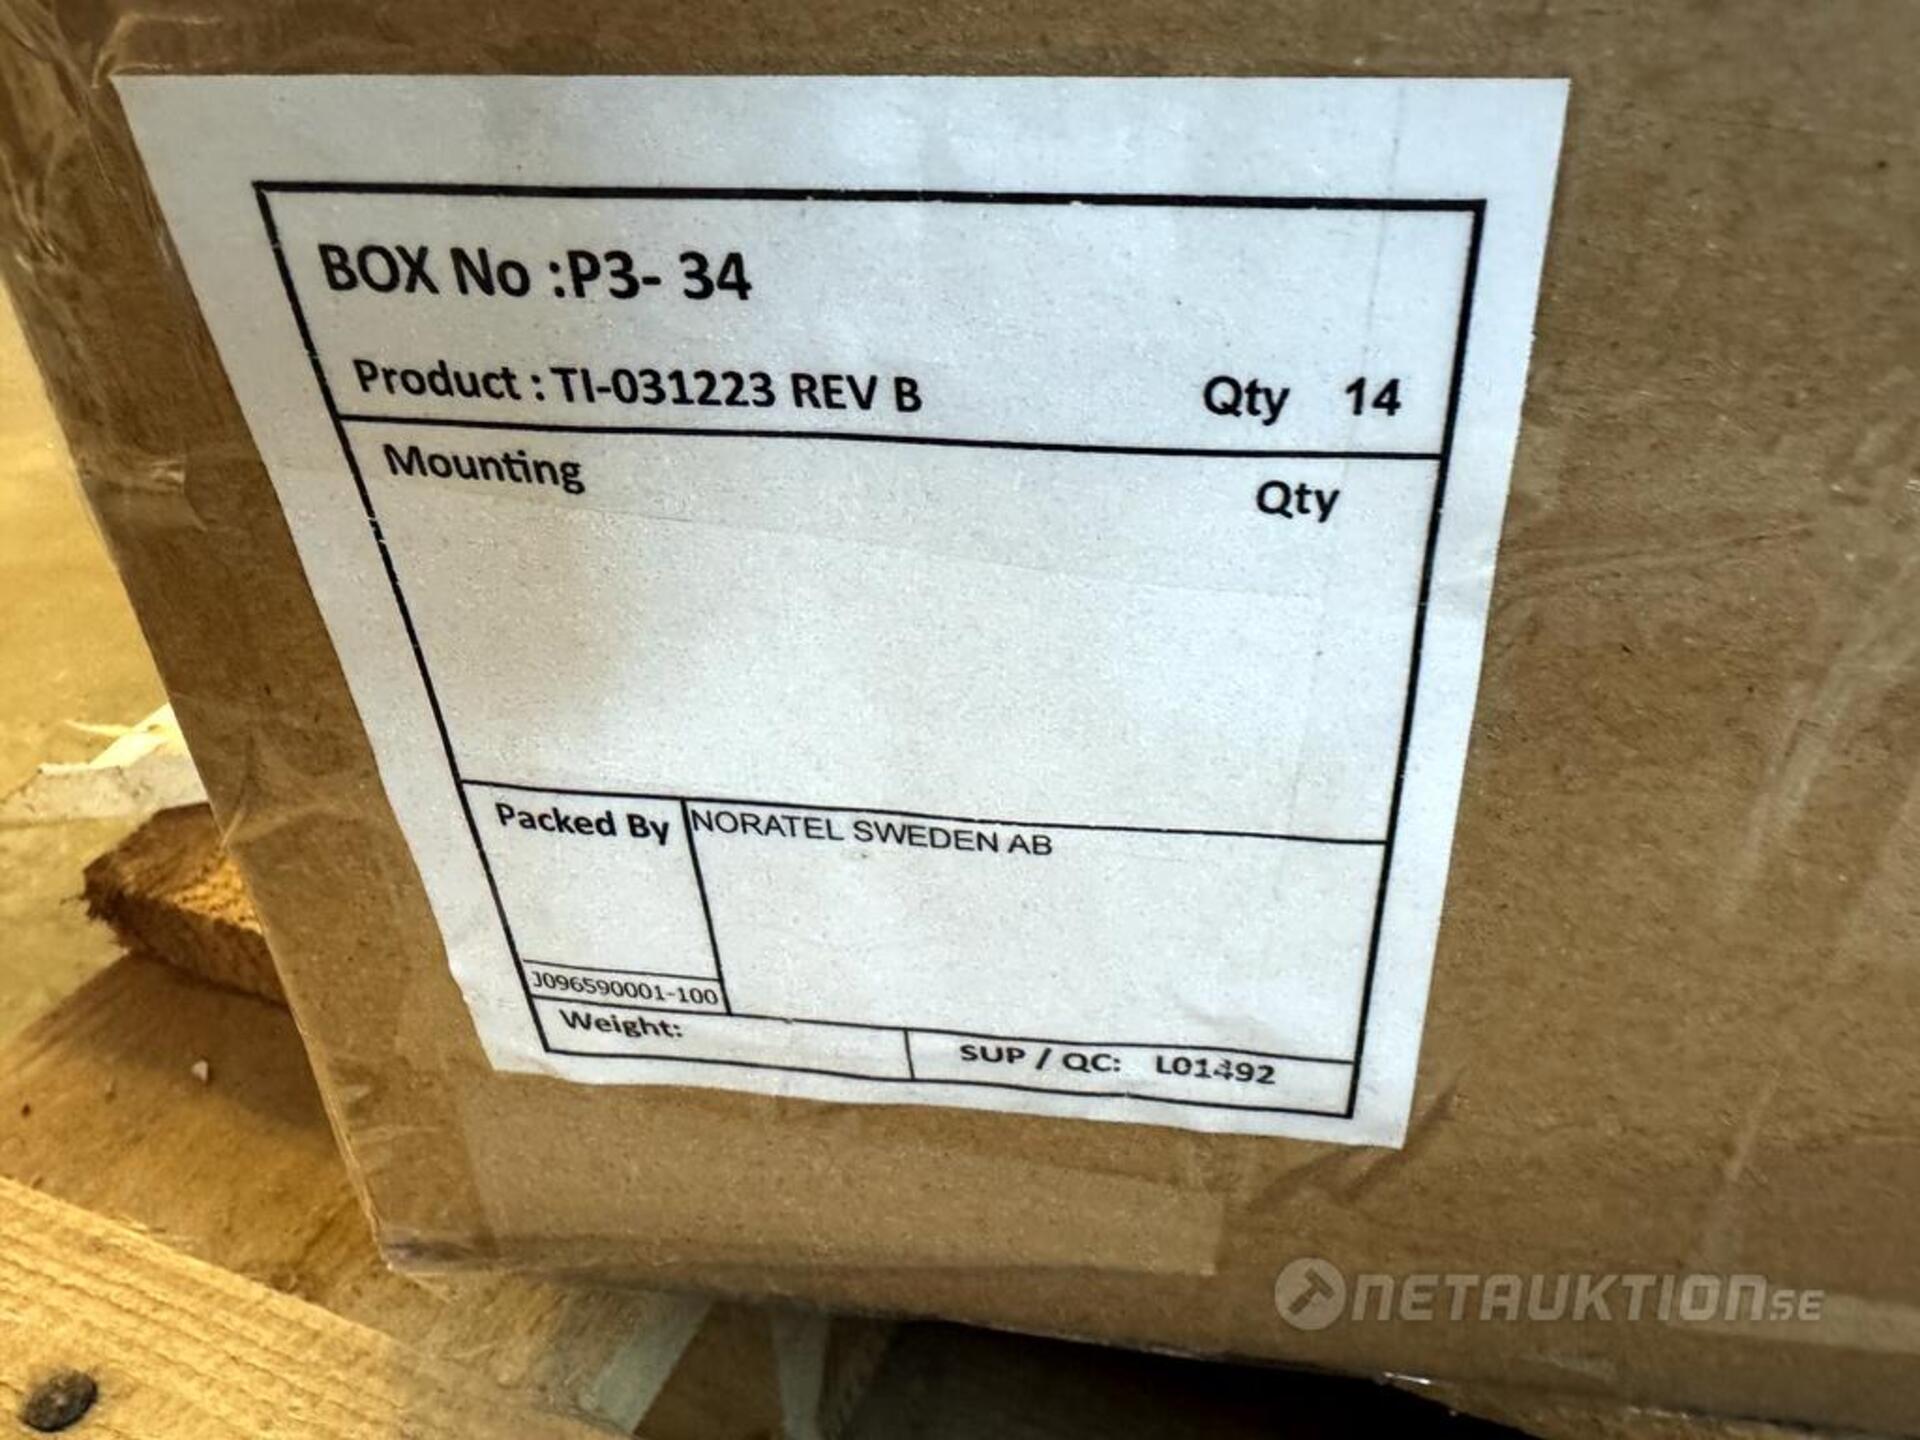 BOX No :P3- 34
Product : TI-031223 REV B Qty 14
Mounting Qty
Packed By NORATEL SWEDEN AB
J096590001-100
Weight: SUP / QC: L01492
NETAUKTION.SE